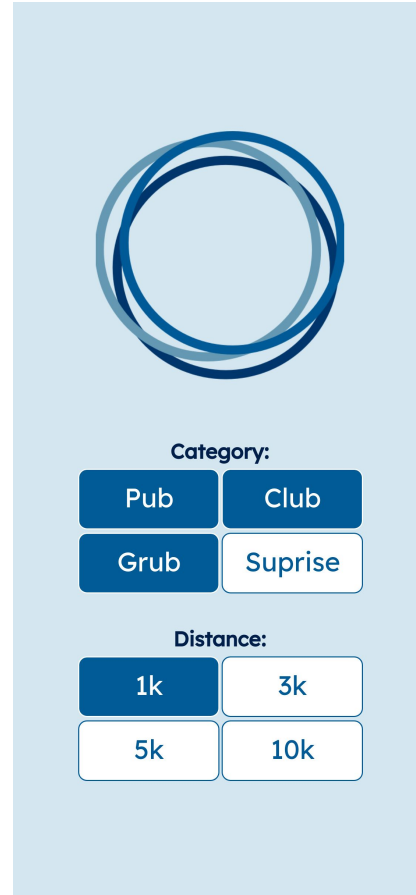 Category:
Pub Club
Grub Suprise
Distance:
1k 3k
5k 10k